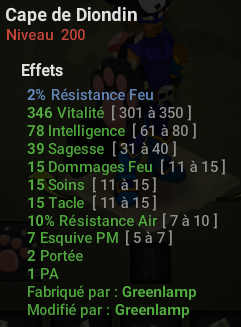 Cape de Diondin
Niveau 200
Effets
2% Résistance Feu
346 Vitalité [ 301 à 350 ]
78 Intelligence [ 61 à 80 ]
39 Sagesse [ 31 à 40 ]
15 Dommages Feu [ 11 à 15 ]
15 Soins [ 11 à 15 ]
15 Tacle [ 11 à 15 ]
10% Résistance Air [ 7 à 10 ]
7 Esquive PM [ 5 à 7 ]
2 Portée
1 PA
Fabriqué par : Greenlamp
Modifié par : Greenlamp